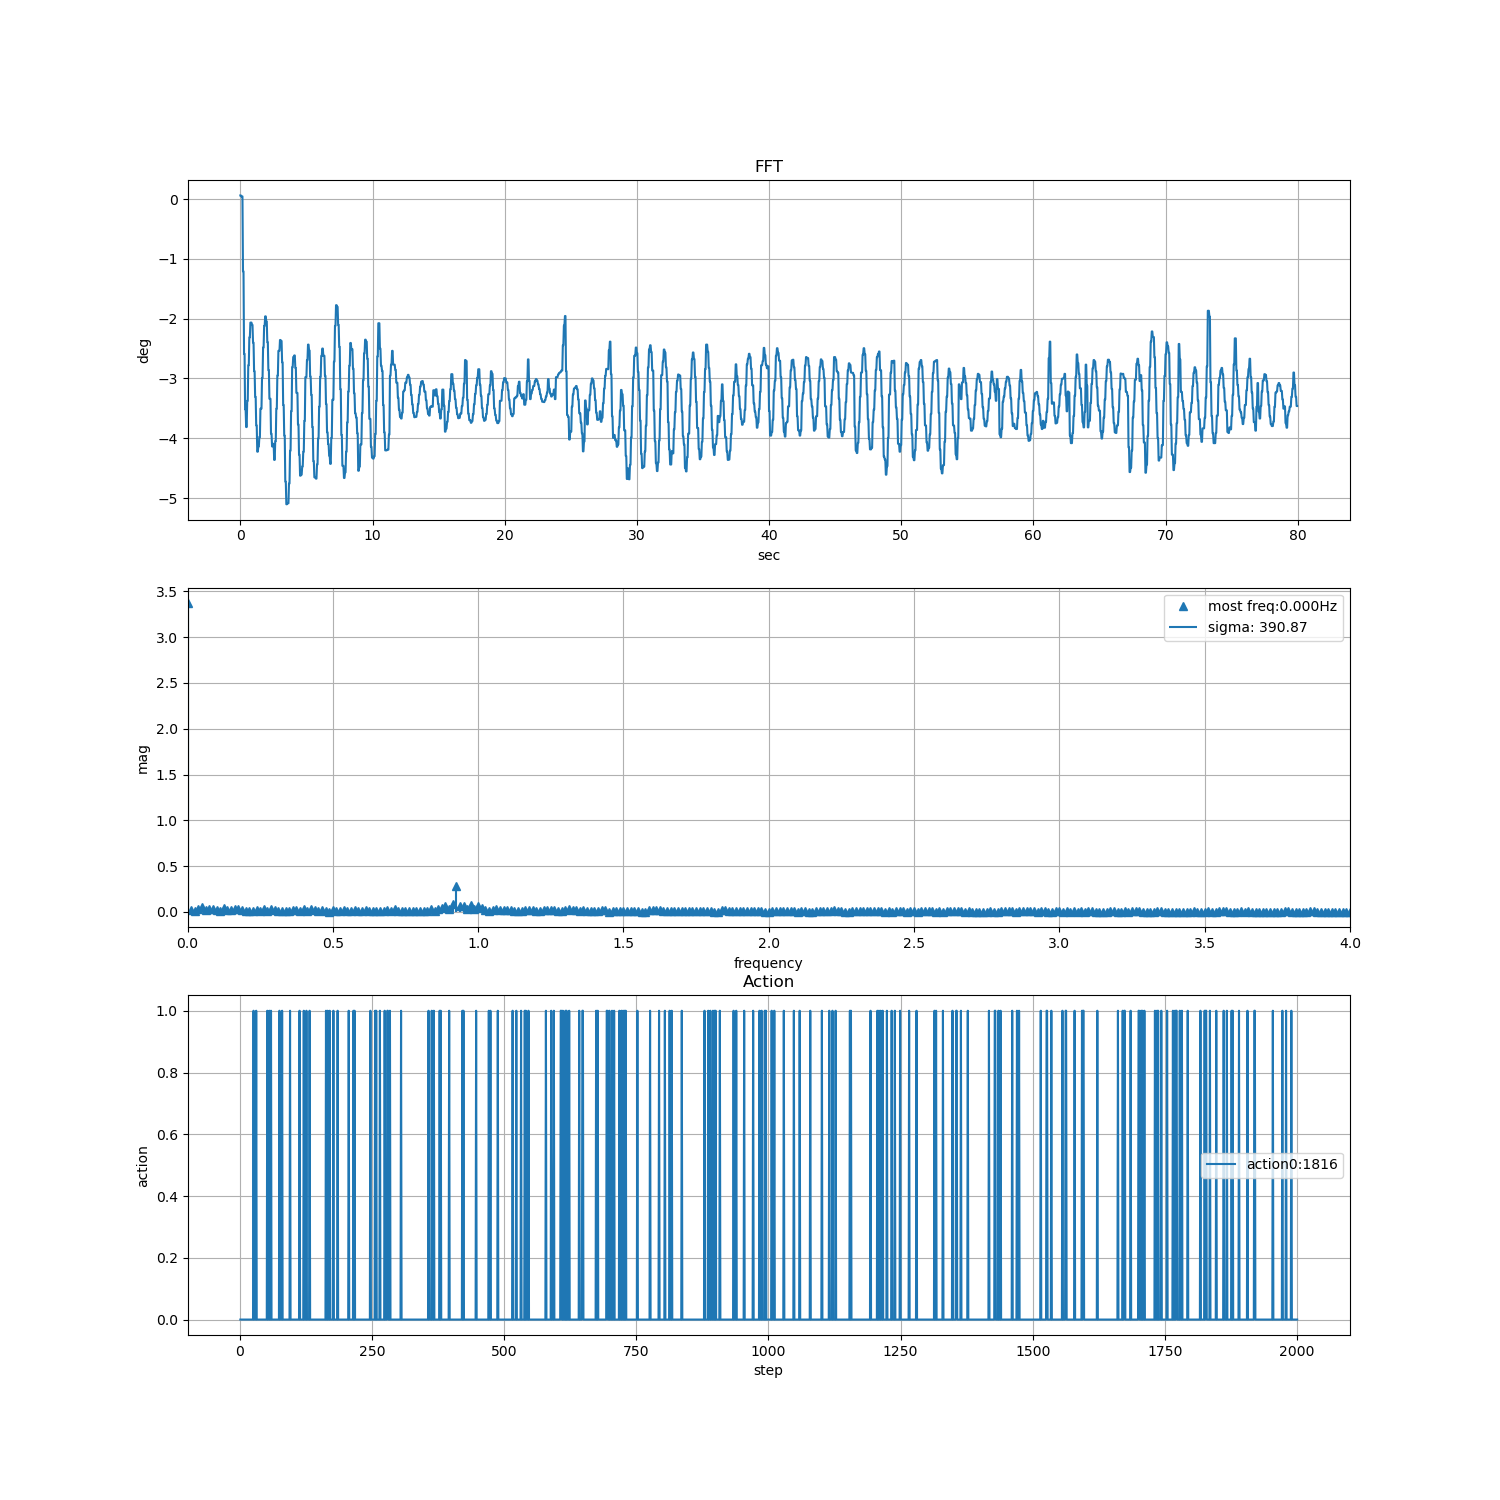 FFT
0
−1
−2
−3
−4
−5
deg
0 10 20 30 40 50 60 70 80
sec
3.5
3.0
2.5
2.0
1.5
1.0
0.5
0.0
mag
most freq:0.000Hz
sigma: 390.87
0.0 0.5 1.0 1.5 2.0 2.5 3.0 3.5 4.0
frequency
Action
1.0
0.8
0.6
0.4
0.2
0.0
action
action0:1816
0 250 500 750 1000 1250 1500 1750 2000
step